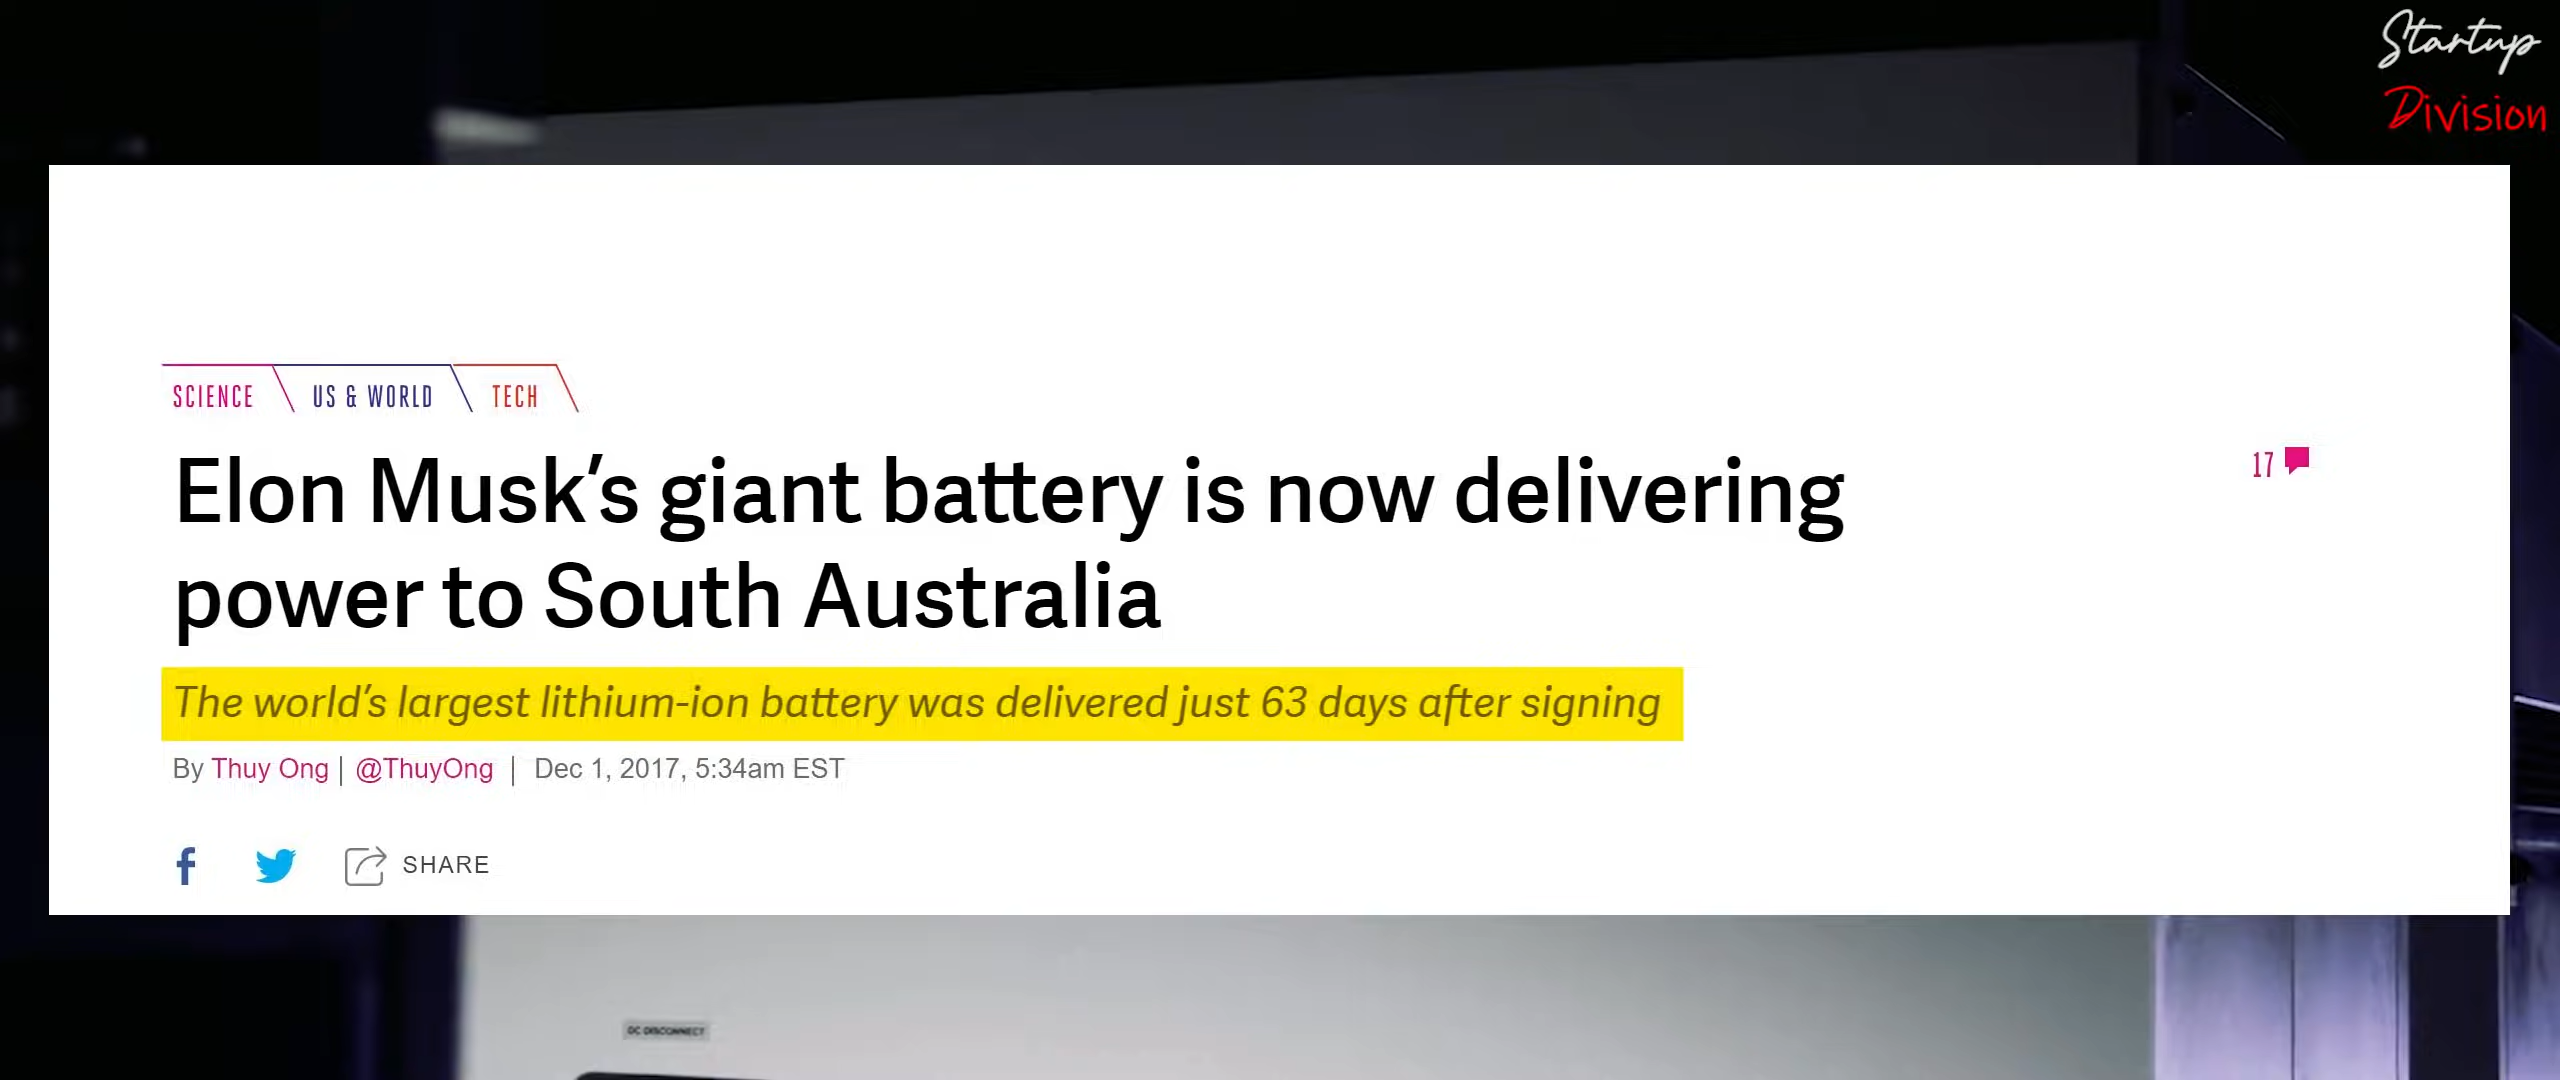 Startup
Division
SCIENCE US & WORLD TECH
Elon Musk's giant battery is now delivering
power to South Australia
17
The world's largest lithium-ion battery was delivered just 63 days after signing
By Thuy Ong | @ThuyOng | Dec 1, 2017, 5:34am EST
SHARE
DC DISCONNECT